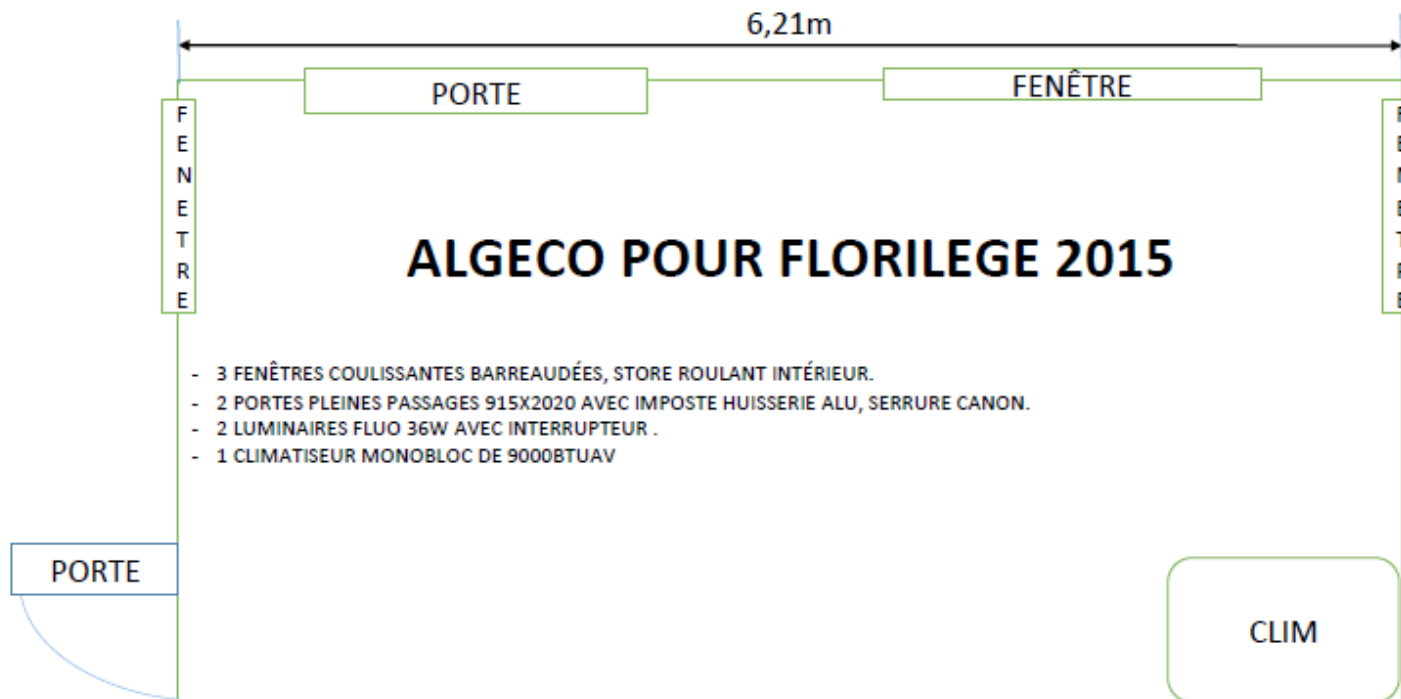 6,21m
PORTE
FENÊTRE
FENETRE
ALGECO POUR FLORILEGE 2015
- 3 FENÊTRES COULISSANTES BARREAUDÉES, STORE ROULANT INTÉRIEUR.
- 2 PORTES PLEINES PASSAGES 915X2020 AVEC IMPOSTE HUISSERIE ALU, SERRURE CANON.
- 2 LUMINAIRES FLUO 36W AVEC INTERRUPTEUR .
- 1 CLIMATISEUR MONOBLOC DE 9000BTUAV
PORTE
CLIM